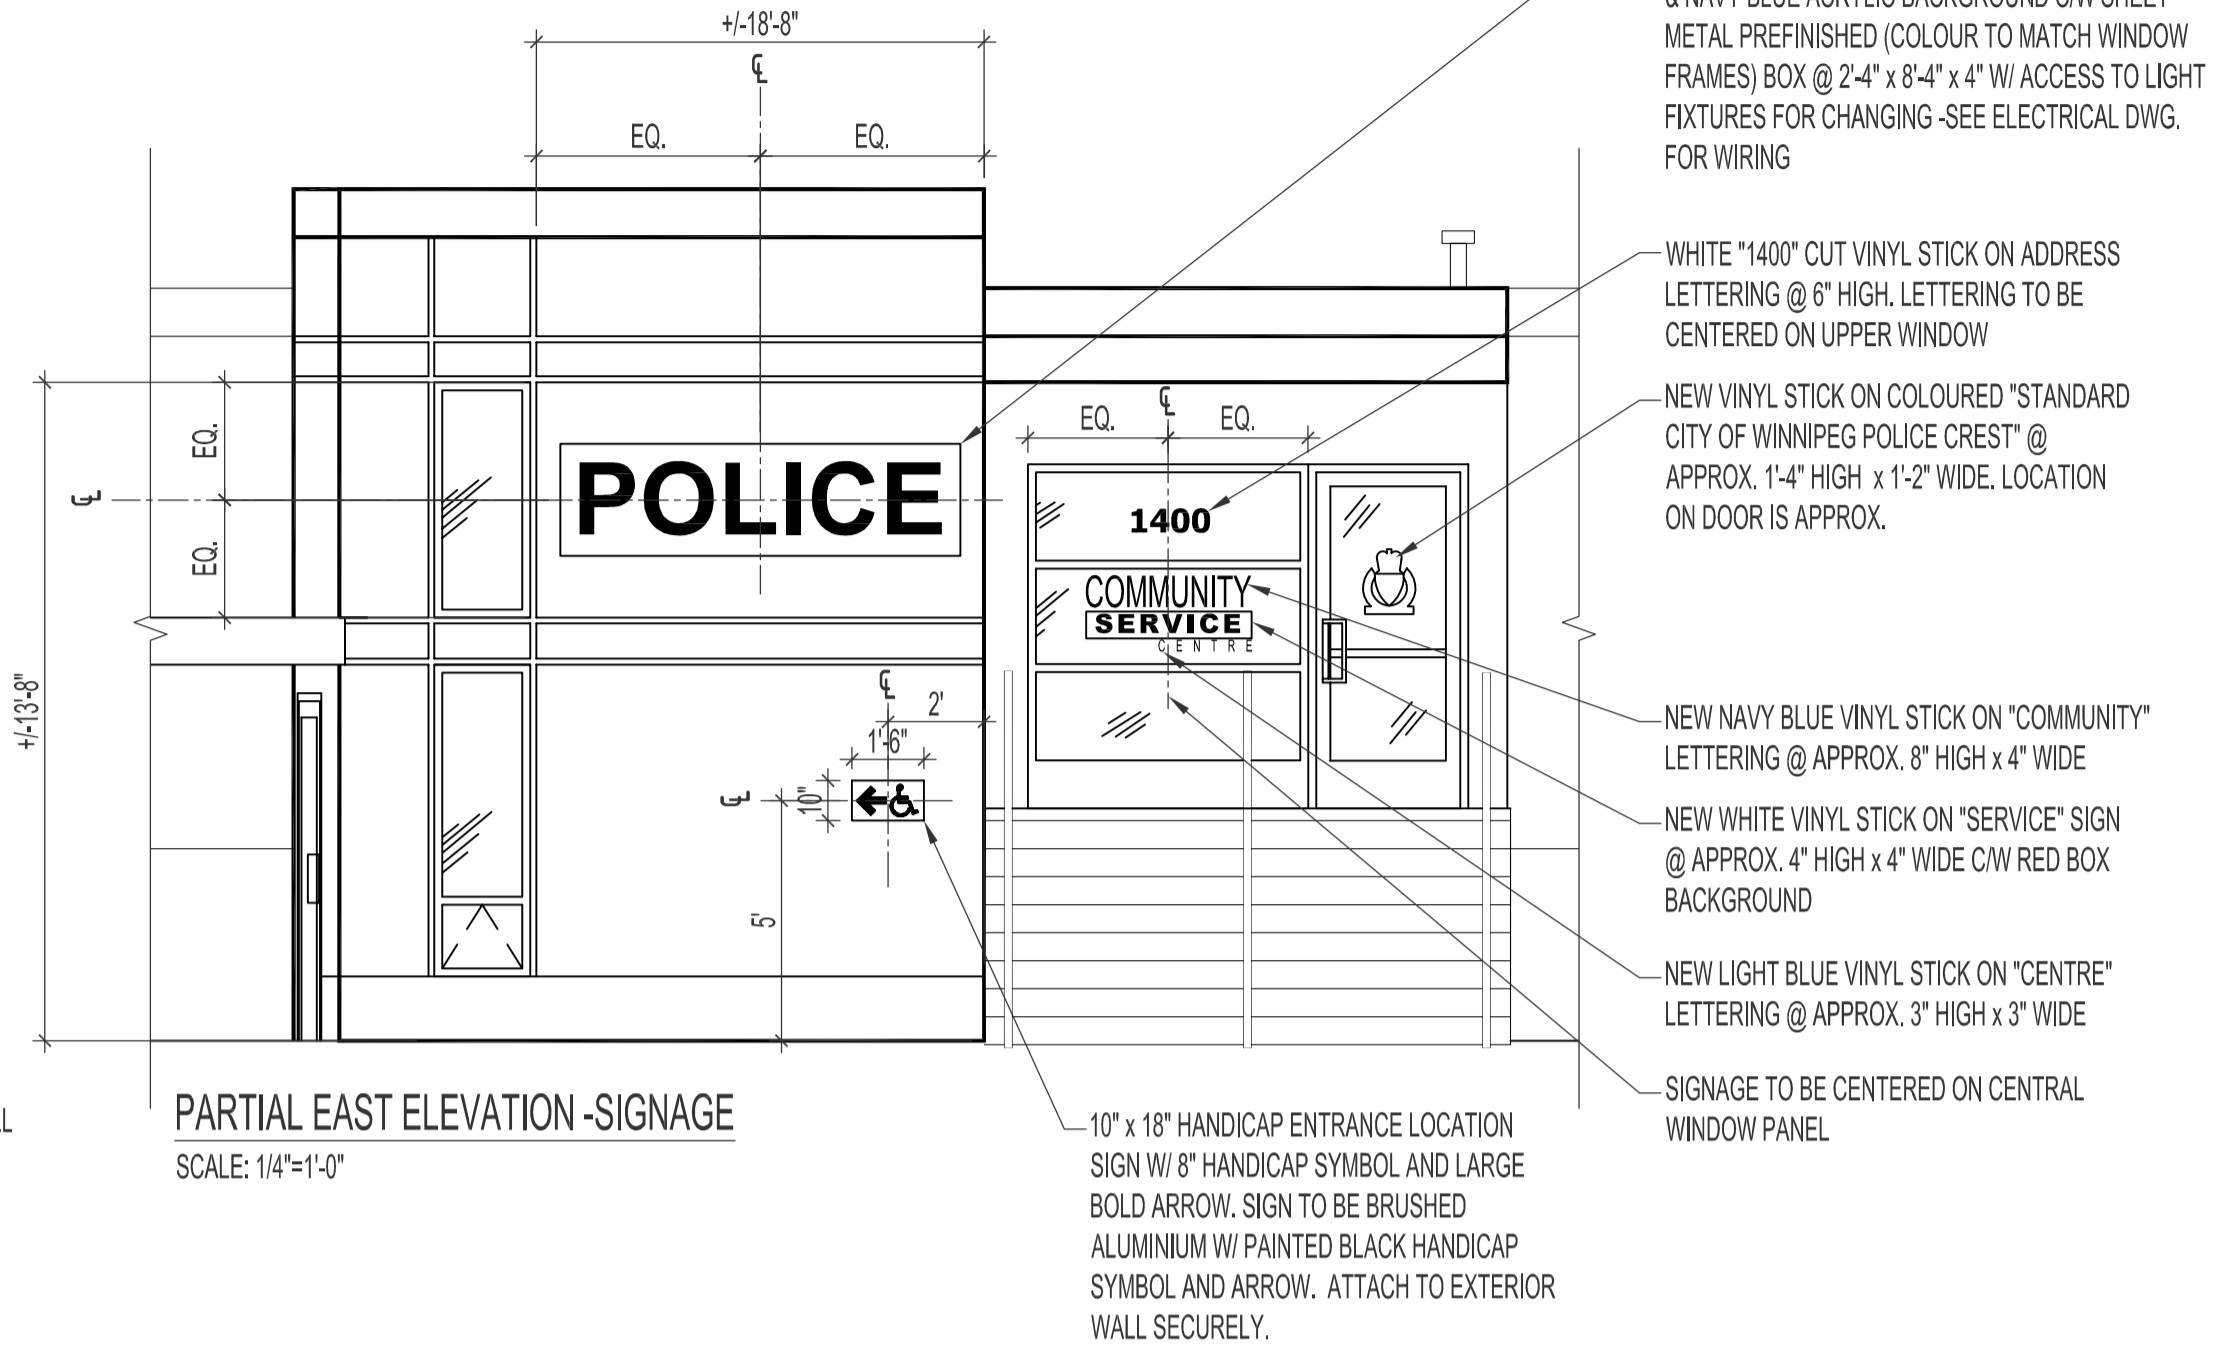 +/-18'-8"
℄
EQ. EQ.
& NAVY BLUE ACRYLIC BACKGROUND C/W SHEET
METAL PREFINISHED (COLOUR TO MATCH WINDOW
FRAMES) BOX @ 2'-4" x 8'-4" x 4" W/ ACCESS TO LIGHT
FIXTURES FOR CHANGING -SEE ELECTRICAL DWG.
FOR WIRING
WHITE "1400" CUT VINYL STICK ON ADDRESS
LETTERING @ 6" HIGH. LETTERING TO BE
CENTERED ON UPPER WINDOW
NEW VINYL STICK ON COLOURED "STANDARD
CITY OF WINNIPEG POLICE CREST" @
APPROX. 1'-4" HIGH x 1'-2" WIDE. LOCATION
ON DOOR IS APPROX.
℄
EQ. EQ.
EQ.
℄
EQ.
POLICE
1400
COMMUNITY
SERVICE
CENTRE
+/-13'-8"
℄
2'
1'-6"
℄
10"
5'
NEW NAVY BLUE VINYL STICK ON "COMMUNITY"
LETTERING @ APPROX. 8" HIGH x 4" WIDE
NEW WHITE VINYL STICK ON "SERVICE" SIGN
@ APPROX. 4" HIGH x 4" WIDE C/W RED BOX
BACKGROUND
NEW LIGHT BLUE VINYL STICK ON "CENTRE"
LETTERING @ APPROX. 3" HIGH x 3" WIDE
SIGNAGE TO BE CENTERED ON CENTRAL
WINDOW PANEL
PARTIAL EAST ELEVATION -SIGNAGE
SCALE: 1/4"=1'-0"
10" x 18" HANDICAP ENTRANCE LOCATION
SIGN W/ 8" HANDICAP SYMBOL AND LARGE
BOLD ARROW. SIGN TO BE BRUSHED
ALUMINIUM W/ PAINTED BLACK HANDICAP
SYMBOL AND ARROW. ATTACH TO EXTERIOR
WALL SECURELY.